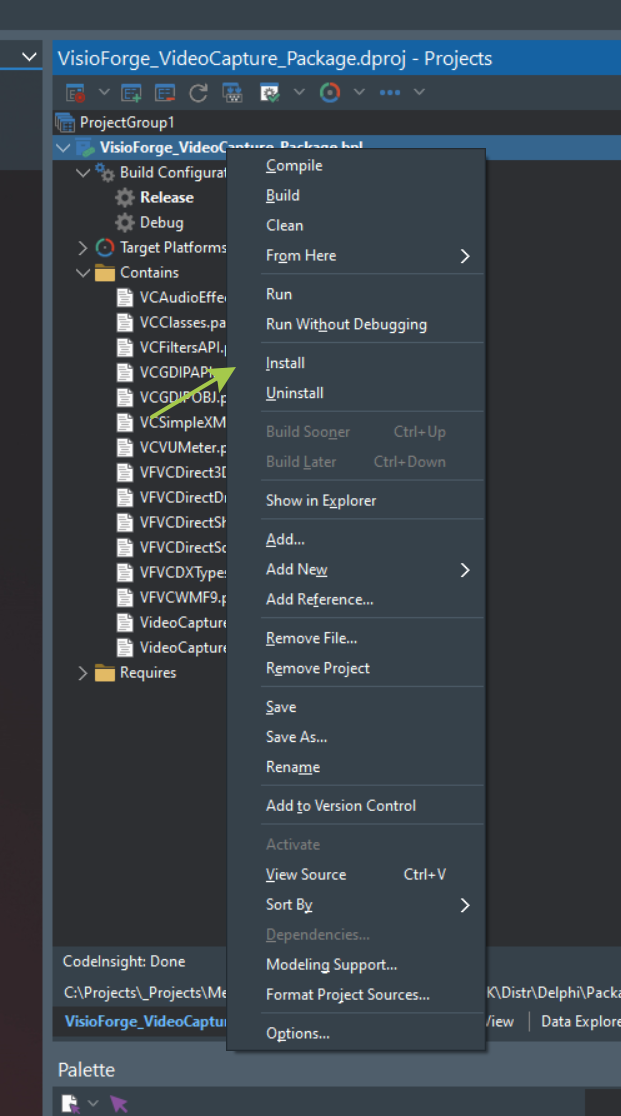 VisioForge_VideoCapture_Package.dproj - Projects
ProjectGroup1
VisioForge_VideoCapture_Package.bpl
Build Configurat
Release
Debug
Target Platforms
Contains
VCAudioEffe
VCClasses.pa
VCFiltersAPI.p
VCGDIPAP
VCGDIPOBJ.p
VCSimpleXM
VCVUMeter.p
VFVCDirect3D
VFVCDirectDr
VFVCDirectSh
VFVCDirectSo
VFVCDXTypes
VFVCWMF9.p
VideoCapture
VideoCapture
Requires
Compile
Build
Clean
From Here
Run
Run Without Debugging
Install
Uninstall
Build Sooner Ctrl+Up
Build Later Ctrl+Down
Show in Explorer
Add...
Add New
Add Reference...
Remove File...
Remove Project
Save
Save As...
Rename
Add to Version Control
Activate
View Source Ctrl+V
Sort By
Dependencies...
Modeling Support...
Format Project Sources...
Options...
CodeInsight: Done
C:\Projects\_Projects\Me K\Distr\Delphi\Packa
VisioForge_VideoCaptu View Data Explore
Palette